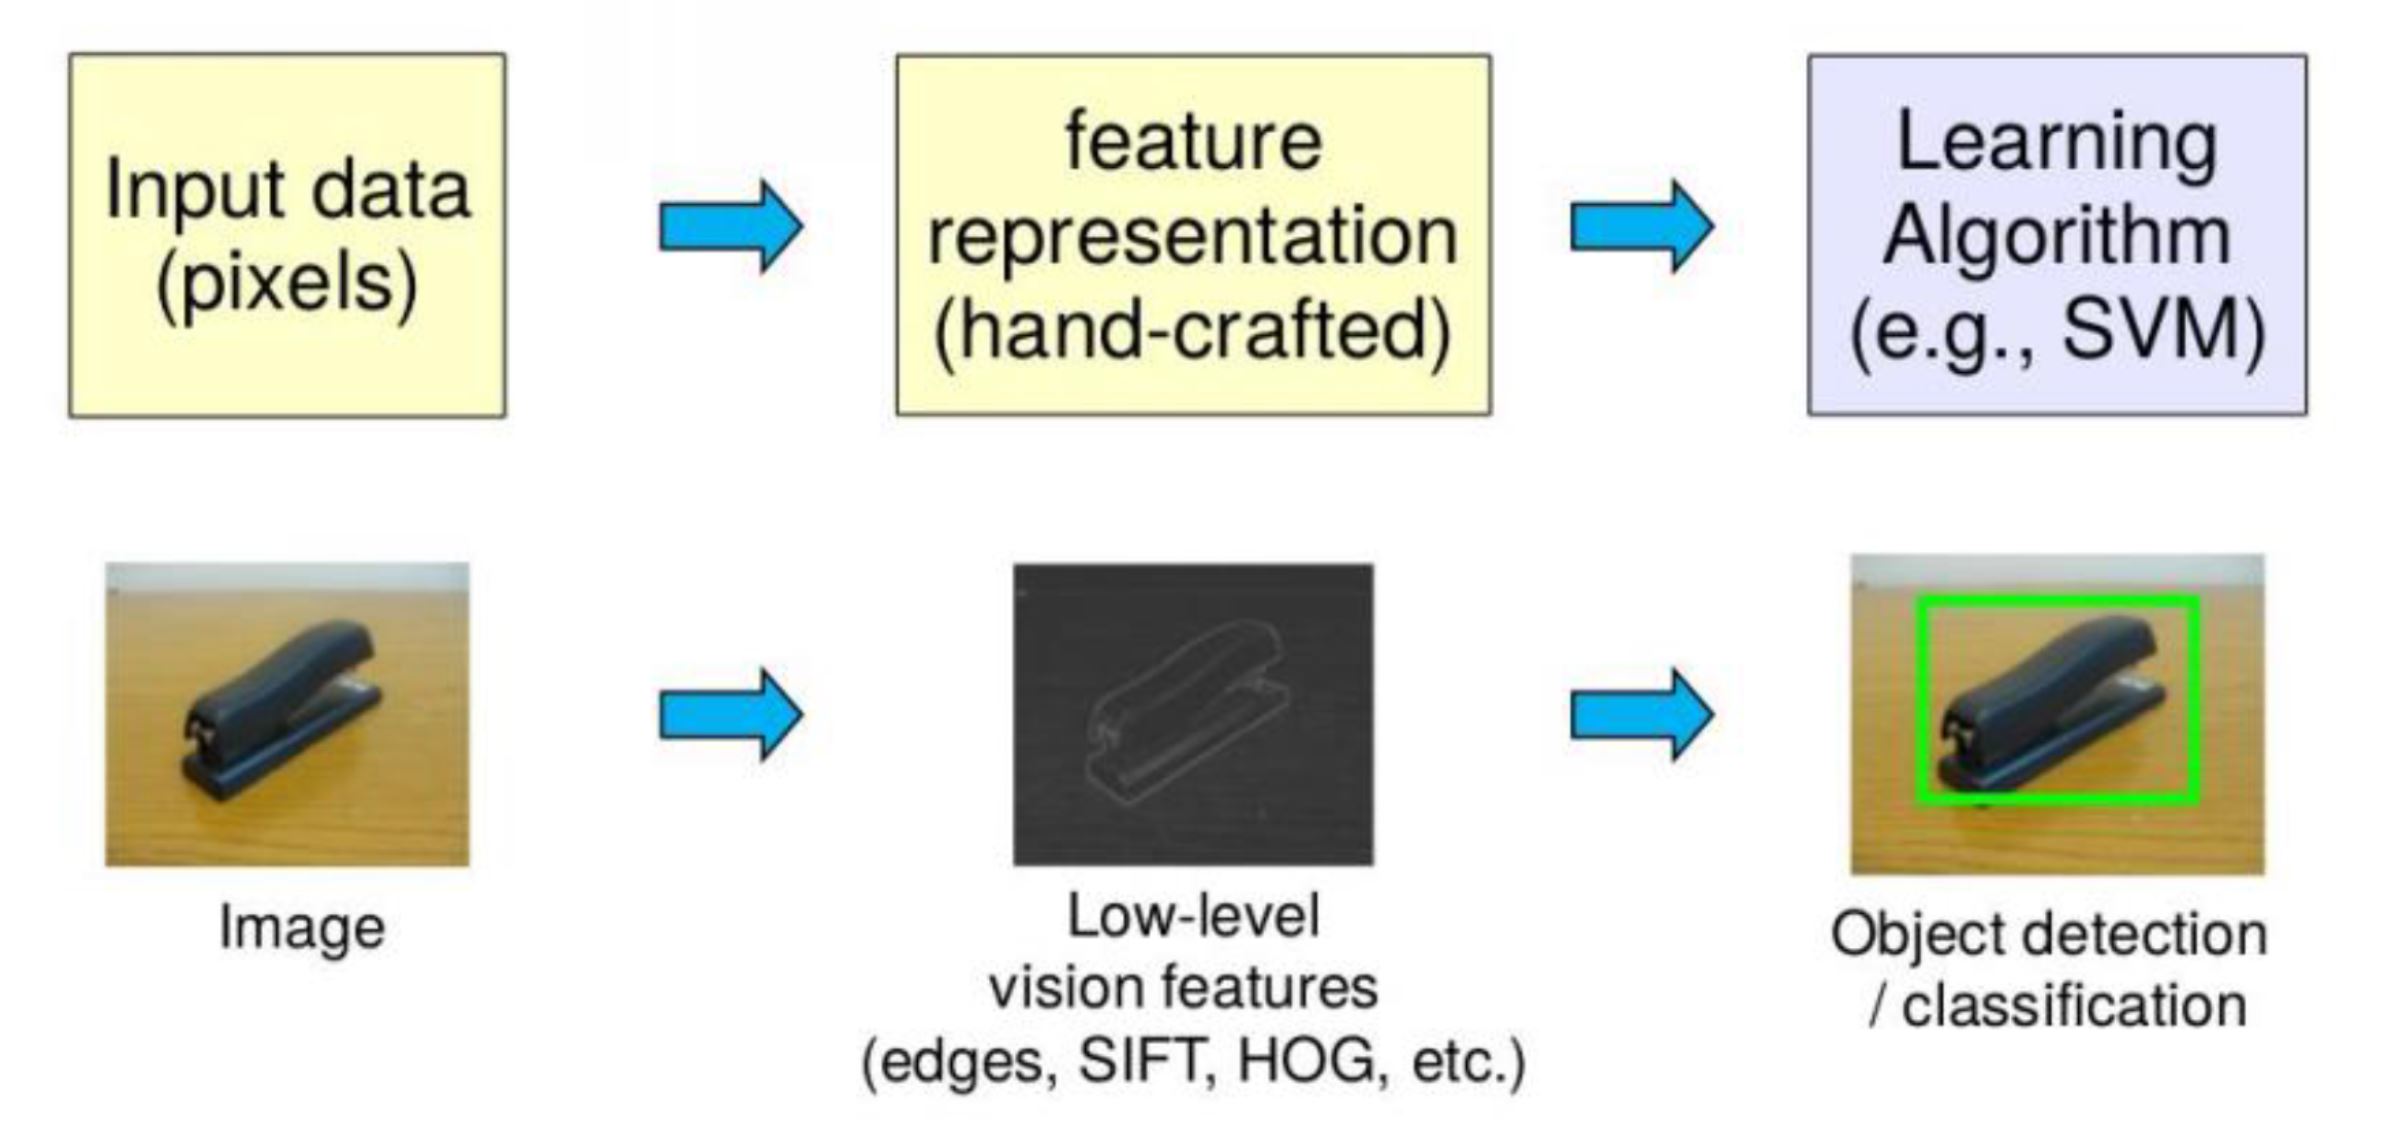 Input data
(pixels)
feature
representation
(hand-crafted)
Learning
Algorithm
(e.g., SVM)
Image
Low-level
vision features
(edges, SIFT, HOG, etc.)
Object detection
/ classification